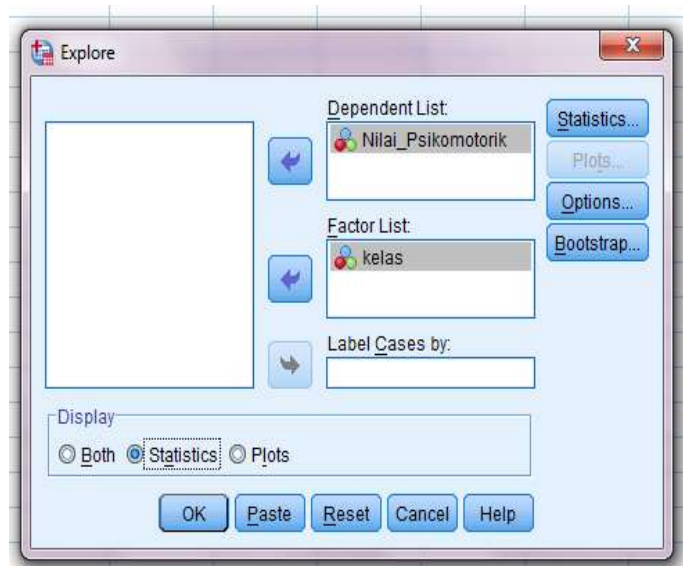 Explore
Dependent List:
Nilai_Psikomotorik
Factor List:
kelas
Label Cases by:
Statistics...
Plots...
Options...
Bootstrap...
Display
Both Statistics Plots
OK Paste Reset Cancel Help